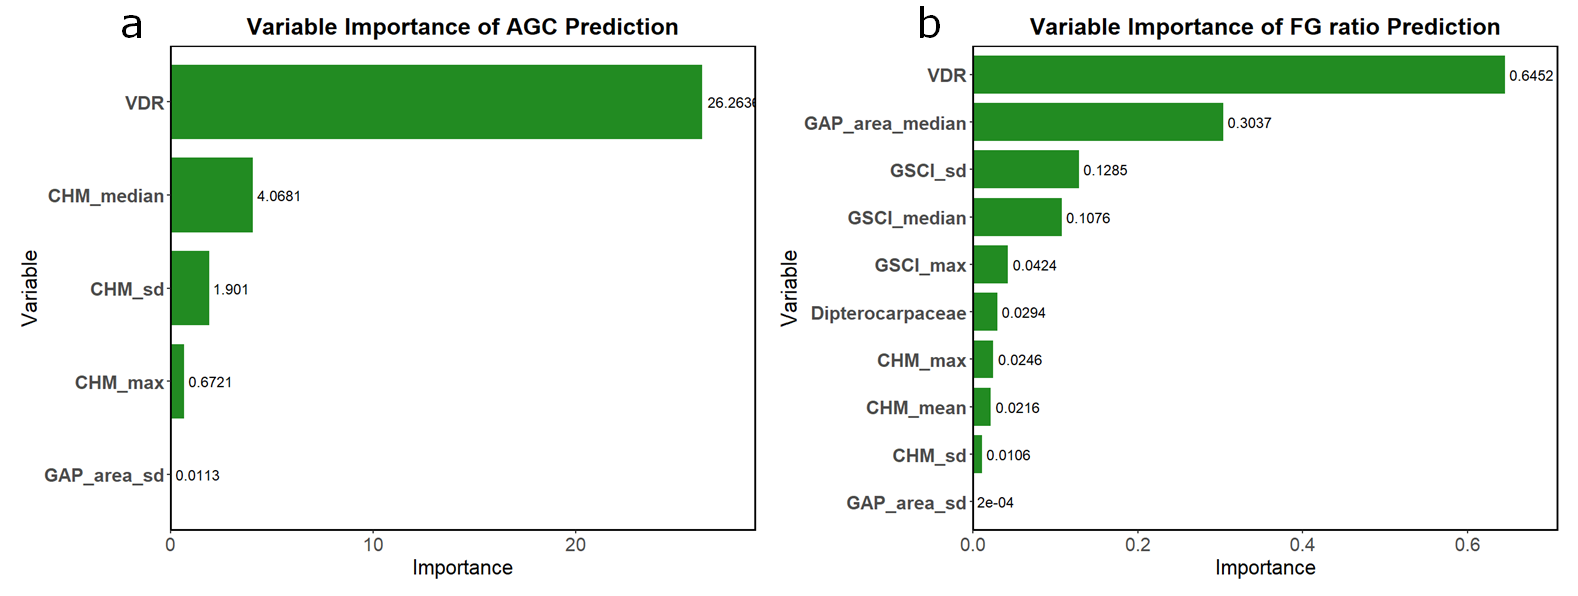 a
Variable Importance of AGC Prediction
Variable
VDR
26.263
CHM_median
4.0681
CHM_sd
1.901
CHM_max
0.6721
GAP_area_sd
0.0113
0
10
20
Importance
b
Variable Importance of FG ratio Prediction
Variable
VDR
0.6452
GAP_area_median
0.3037
GSCI_sd
0.1285
GSCI_median
0.1076
GSCI_max
0.0424
Dipterocarpaceae
0.0294
CHM_max
0.0246
CHM_mean
0.0216
CHM_sd
0.0106
GAP_area_sd
2e-04
0.0
0.2
0.4
0.6
Importance